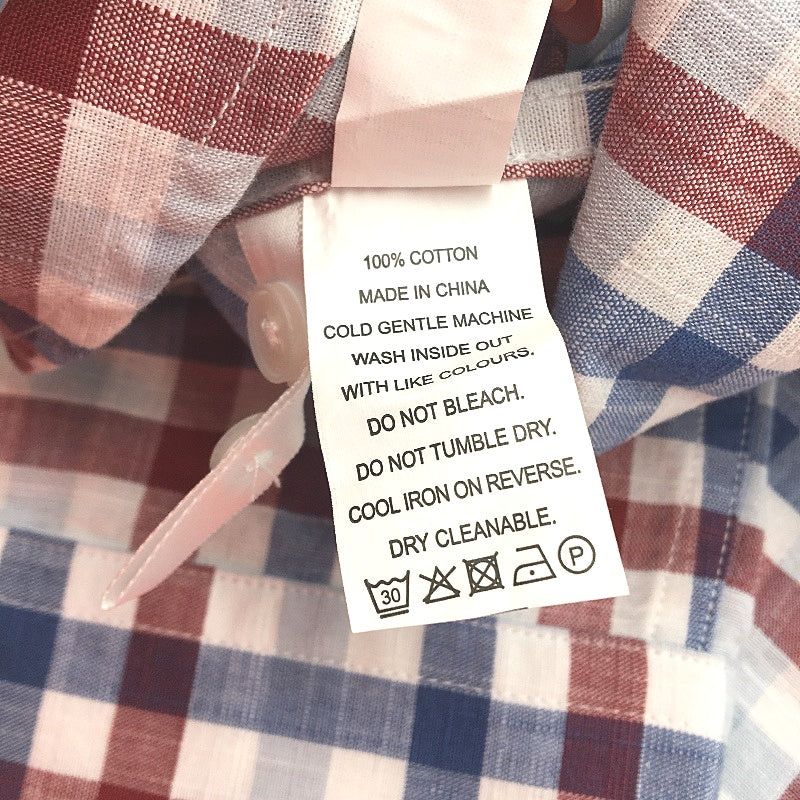 100% COTTON
MADE IN CHINA
COLD GENTLE MACHINE
WASH INSIDE OUT
WITH LIKE COLOURS.
DO NOT BLEACH.
DO NOT TUMBLE DRY.
COOL IRON ON REVERSE.
DRY CLEANABLE.
30 P